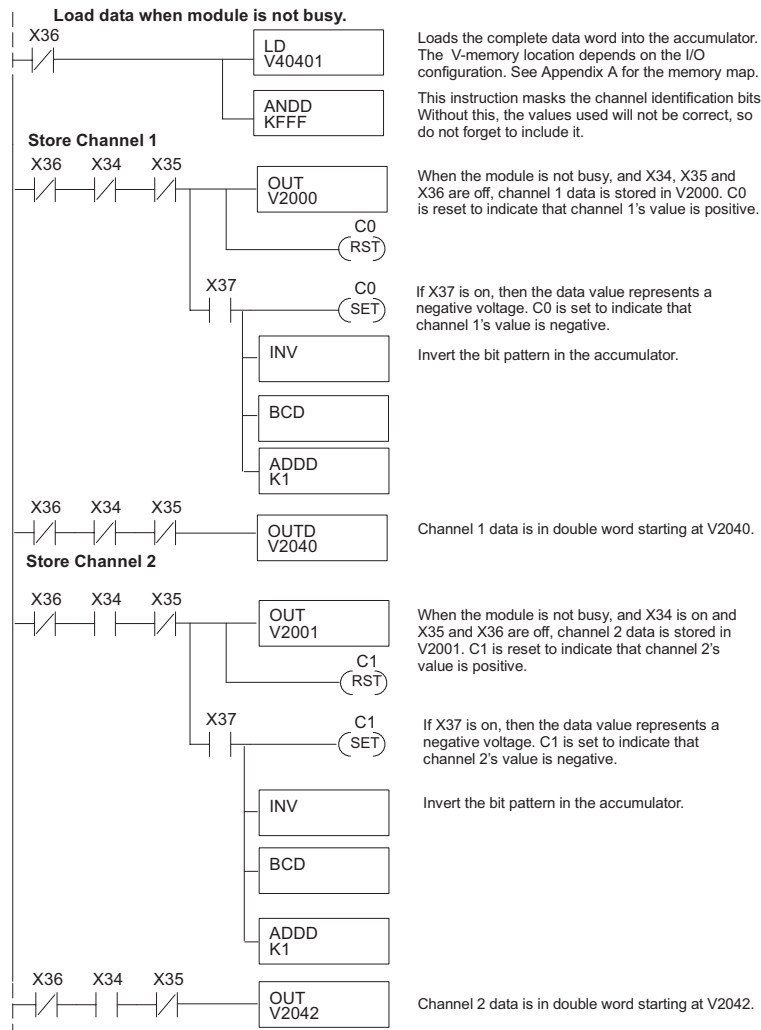 Load data when module is not busy.
X36
LD
V40401
Loads the complete data word into the accumulator.
The V-memory location depends on the I/O
configuration. See Appendix A for the memory map.
ANDD
KFFF
This instruction masks the channel identification bits
Without this, the values used will not be correct, so
do not forget to include it.
Store Channel 1
X36 X34 X35
OUT
V2000
When the module is not busy, and X34, X35 and
X36 are off, channel 1 data is stored in V2000. C0
is reset to indicate that channel 1's value is positive.
C0
RST
X37
C0
SET
If X37 is on, then the data value represents a
negative voltage. C0 is set to indicate that
channel 1's value is negative.
INV
Invert the bit pattern in the accumulator.
BCD
ADDD
K1
X36 X34 X35
OUTD
V2040
Channel 1 data is in double word starting at V2040.
Store Channel 2
X36 X34 X35
OUT
V2001
When the module is not busy, and X34 is on and
X35 and X36 are off, channel 2 data is stored in
V2001. C1 is reset to indicate that channel 2's
value is positive.
C1
RST
X37
C1
SET
If X37 is on, then the data value represents a
negative voltage. C1 is set to indicate that
channel 2's value is negative.
INV
Invert the bit pattern in the accumulator.
BCD
ADDD
K1
X36 X34 X35
OUT
V2042
Channel 2 data is in double word starting at V2042.